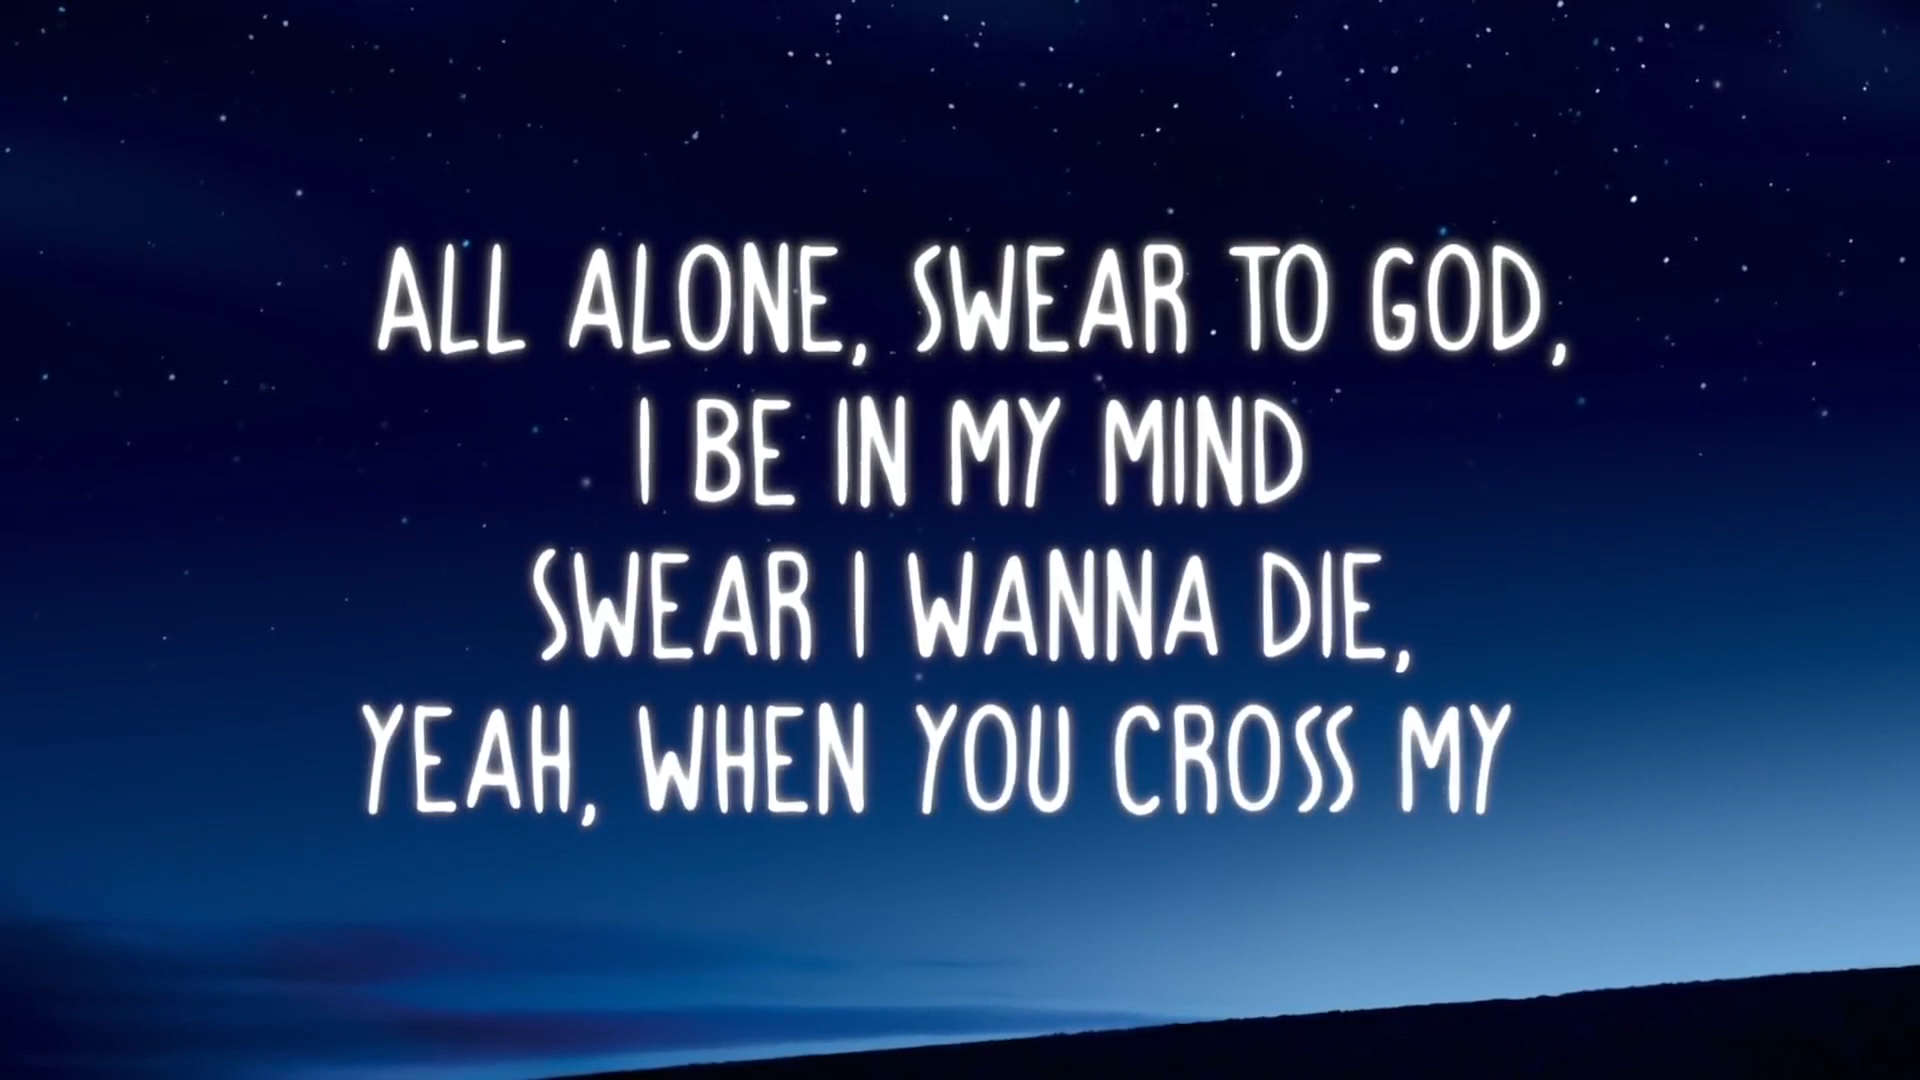 ALL ALONE, SWEAR TO GOD,
I BE IN MY MIND
SWEAR I WANNA DIE,
YEAH, WHEN YOU CROSS MY